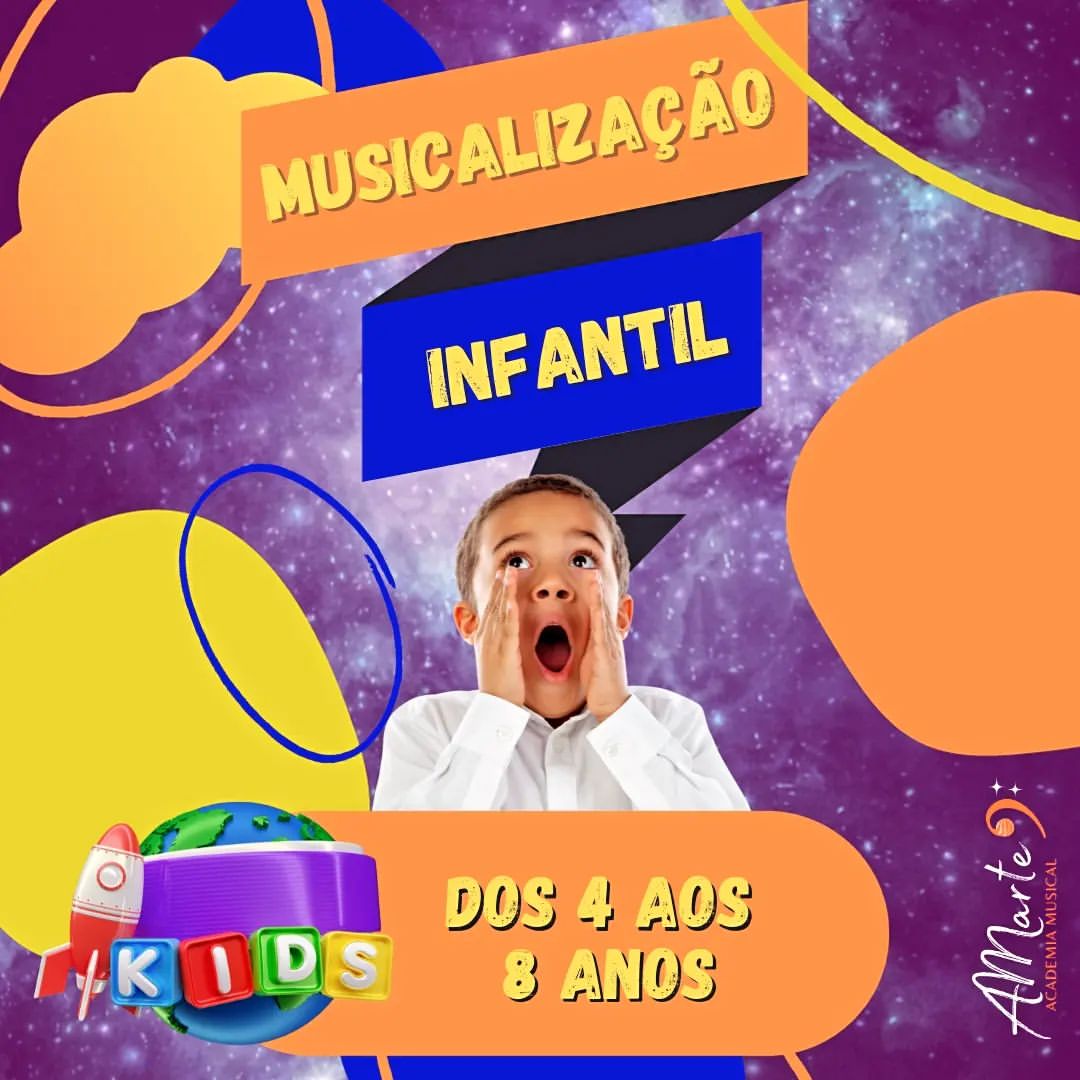 MUSICALIZAÇÃO
INFANTIL
KIDS
DOS 4 AOS
8 ANOS
AMarte
ACADEMIA MUSICAL